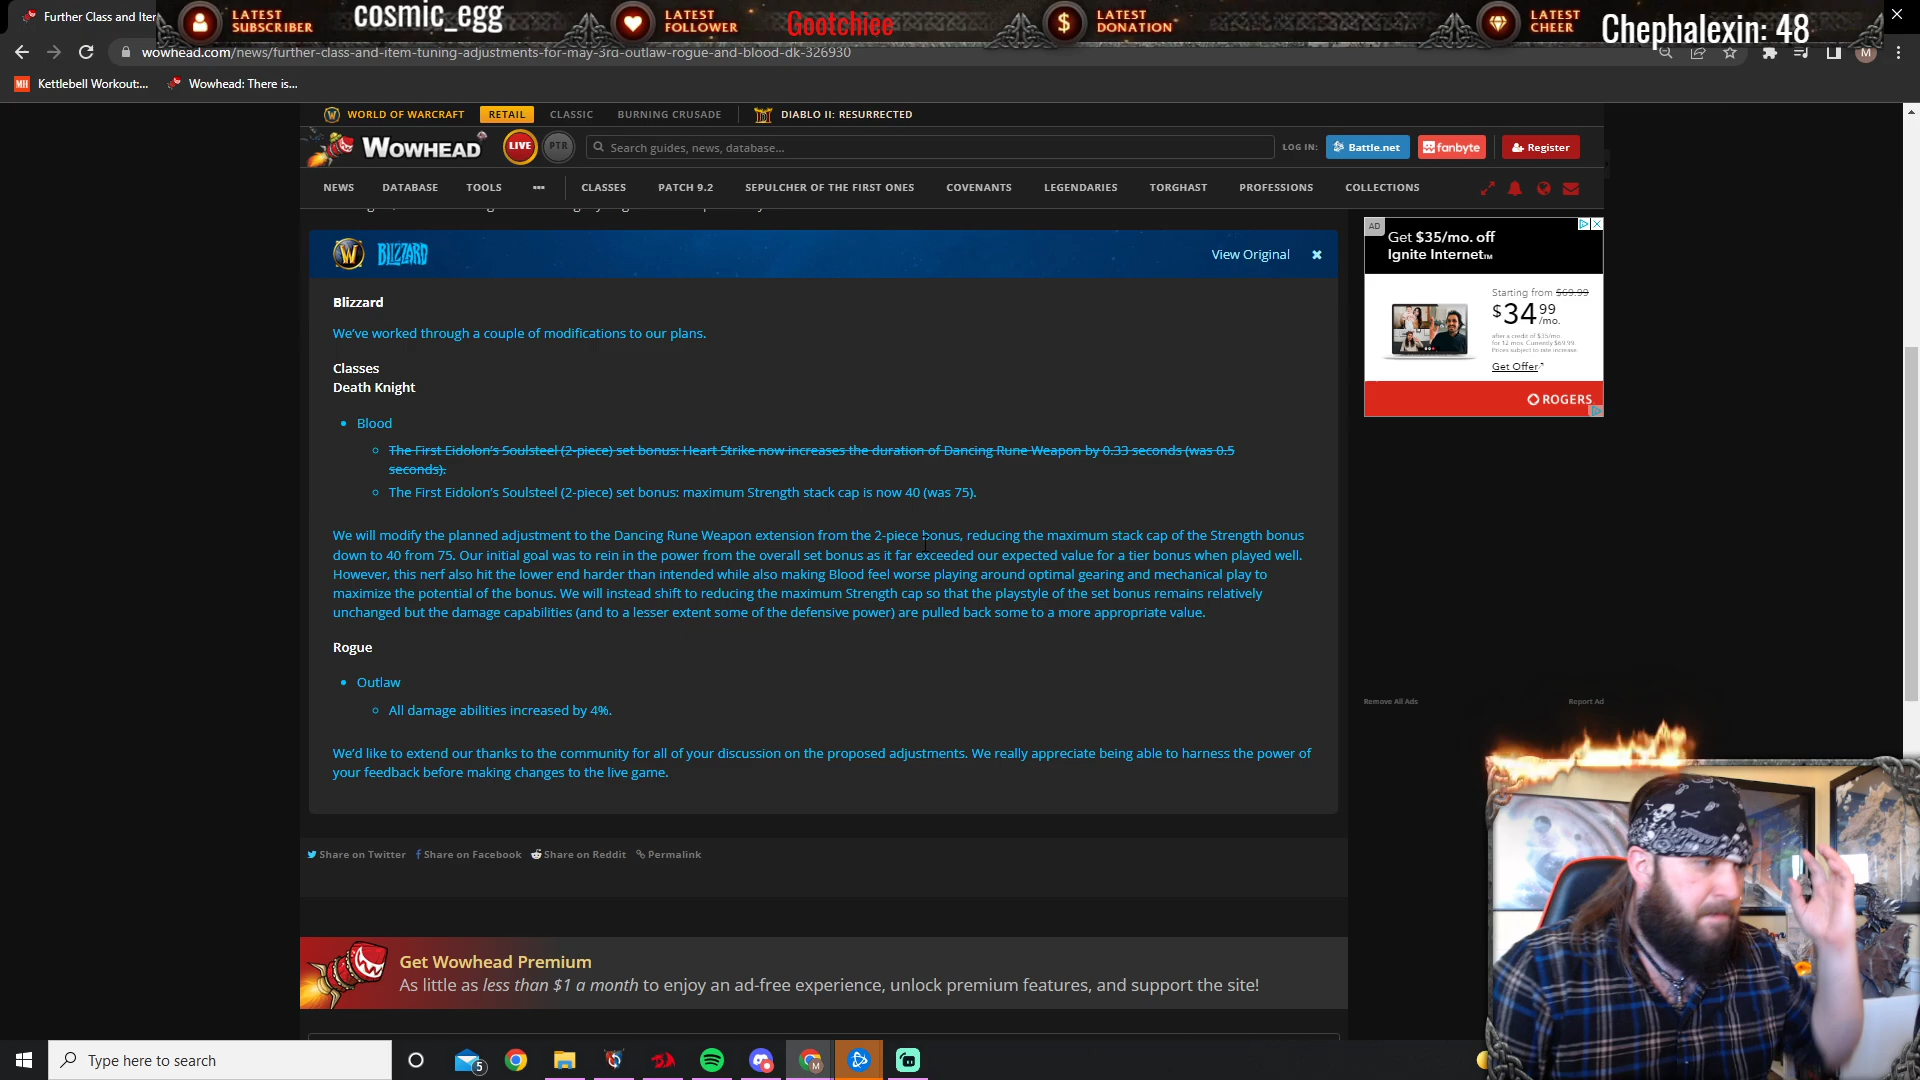 Further Class and Iter
LATEST
SUBSCRIBER
cosmic_egg
LATEST
FOLLOWER
Gootchiee
LATEST
DONATION
LATEST
CHEER
Chephalexin: 48
wowhead.com/news/further-class-and-item-tuning-adjustments-for-may-3rd-outlaw-rogue-and-blood-dk-326930
M
MH Kettlebell Workout:...
Wowhead: There is...
WORLD OF WARCRAFT
RETAIL
CLASSIC
BURNING CRUSADE
DIABLO II: RESURRECTED
WOWHEAD
LIVE
PTR
Search guides, news, database...
LOG IN:
Battle.net
fanbyte
Register
NEWS
DATABASE
TOOLS
CLASSES
PATCH 9.2
SEPULCHER OF THE FIRST ONES
COVENANTS
LEGENDARIES
TORGHAST
PROFESSIONS
COLLECTIONS
W BLIZZARD
View Original
Blizzard
We've worked through a couple of modifications to our plans.
Classes
Death Knight
Blood
The First Eidolon's Soulsteel (2-piece) set bonus: Heart Strike now increases the duration of Dancing Rune Weapon by 0.33 seconds (was 0.5
seconds).
The First Eidolon's Soulsteel (2-piece) set bonus: maximum Strength stack cap is now 40 (was 75).
We will modify the planned adjustment to the Dancing Rune Weapon extension from the 2-piece bonus, reducing the maximum stack cap of the Strength bonus
down to 40 from 75. Our initial goal was to rein in the power from the overall set bonus as it far exceeded our expected value for a tier bonus when played well.
However, this nerf also hit the lower end harder than intended while also making Blood feel worse playing around optimal gearing and mechanical play to
maximize the potential of the bonus. We will instead shift to reducing the maximum Strength cap so that the playstyle of the set bonus remains relatively
unchanged but the damage capabilities (and to a lesser extent some of the defensive power) are pulled back some to a more appropriate value.
Rogue
Outlaw
All damage abilities increased by 4%.
We'd like to extend our thanks to the community for all of your discussion on the proposed adjustments. We really appreciate being able to harness the power of
your feedback before making changes to the live game.
Share on Twitter
Share on Facebook
Share on Reddit
Permalink
Get Wowhead Premium
As little as less than $1 a month to enjoy an ad-free experience, unlock premium features, and support the site!
AD
Get $35/mo. off
Ignite Internet™
Starting from $69.99
$34 99
/mo.
after a credit of $35/mo.
for 12 mos. Currently $69.99.
Prices subject to rate increase.
Get Offer
ROGERS
Remove All Ads
Report Ad
Type here to search
5